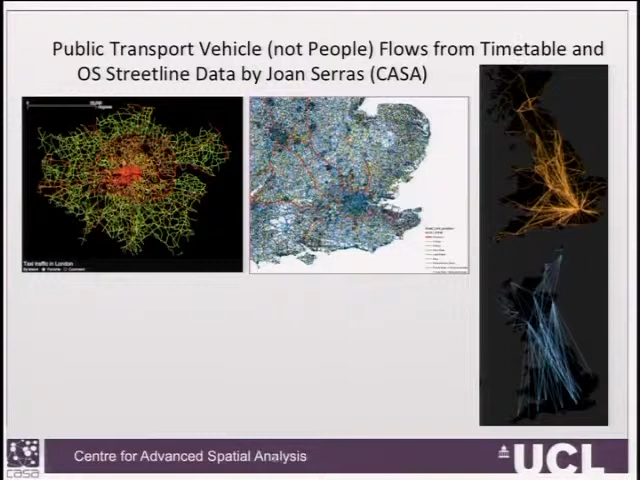 Public Transport Vehicle (not People) Flows from Timetable and
OS Streetline Data by Joan Serras (CASA)
Taxi traffic in London
Centre for Advanced Spatial Analysis
casa
UCL